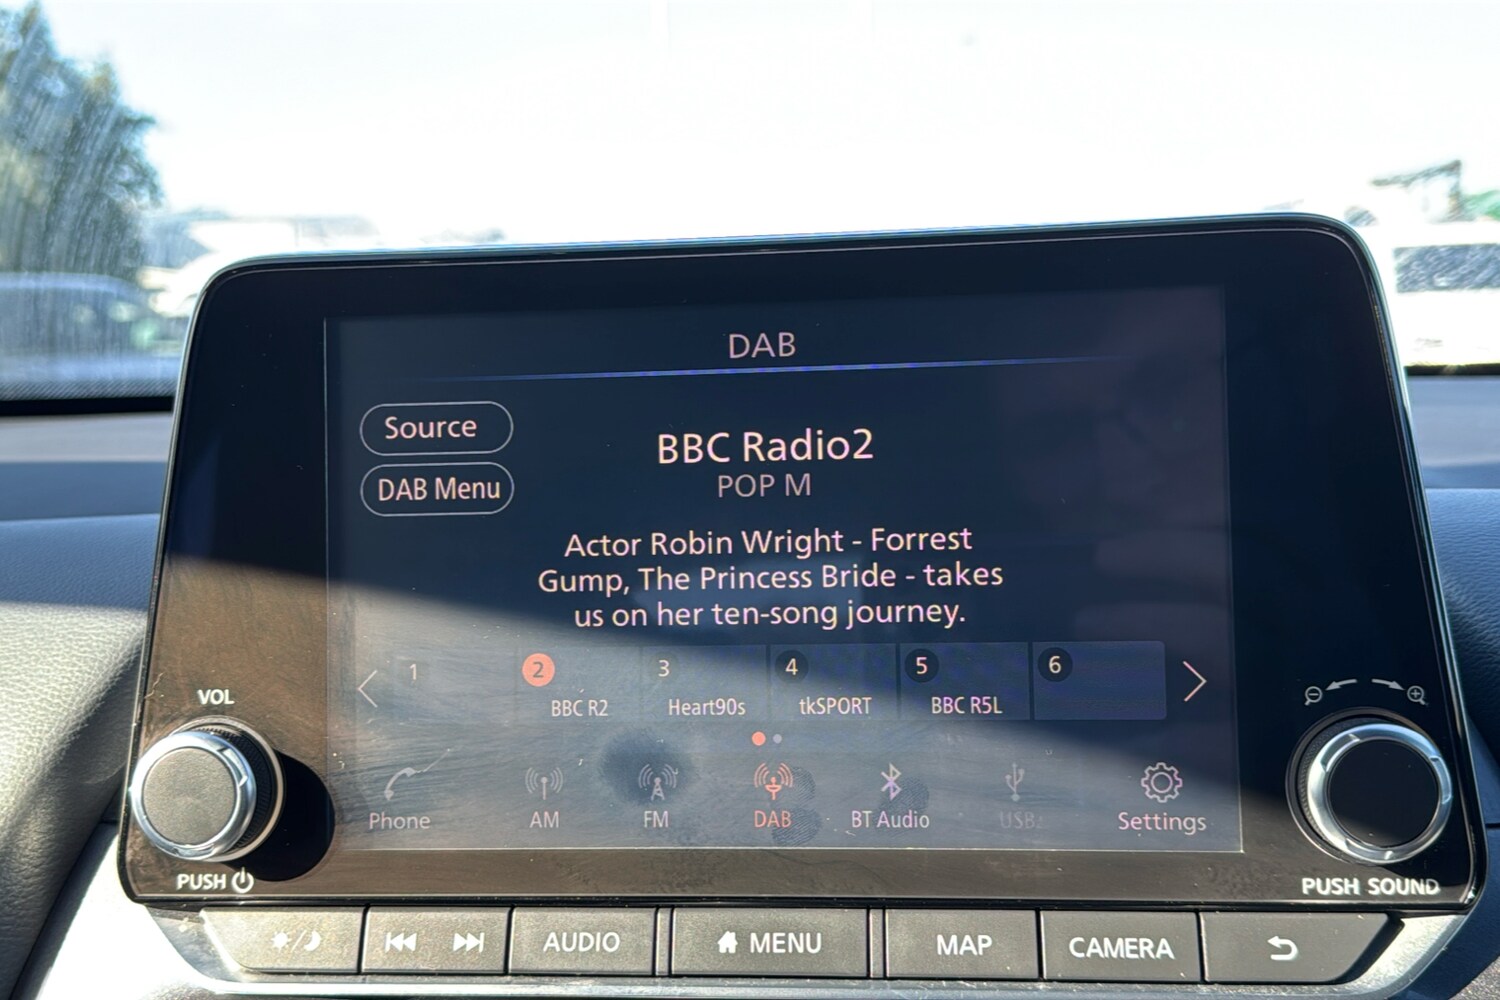 DAB
Source
BBC Radio2
POP M
DAB Menu
Actor Robin Wright - Forrest
Gump, The Princess Bride - takes
us on her ten-song journey.
1 2 3 4 5 6
BBC R2 Heart90s tkSPORT BBC R5L
VOL
Phone AM FM DAB BT Audio USB Settings
PUSH
PUSH SOUND
AUDIO MENU MAP CAMERA